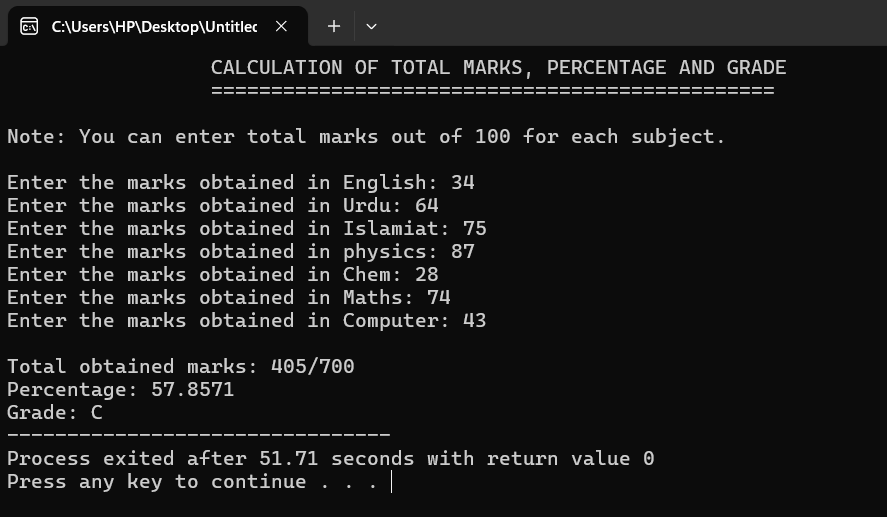 C:\Users\HP\Desktop\Untitled
CALCULATION OF TOTAL MARKS, PERCENTAGE AND GRADE
===============================================
Note: You can enter total marks out of 100 for each subject.
Enter the marks obtained in English: 34
Enter the marks obtained in Urdu: 64
Enter the marks obtained in Islamiat: 75
Enter the marks obtained in physics: 87
Enter the marks obtained in Chem: 28
Enter the marks obtained in Maths: 74
Enter the marks obtained in Computer: 43
Total obtained marks: 405/700
Percentage: 57.8571
Grade: C
--------------------------------
Process exited after 51.71 seconds with return value 0
Press any key to continue . . .